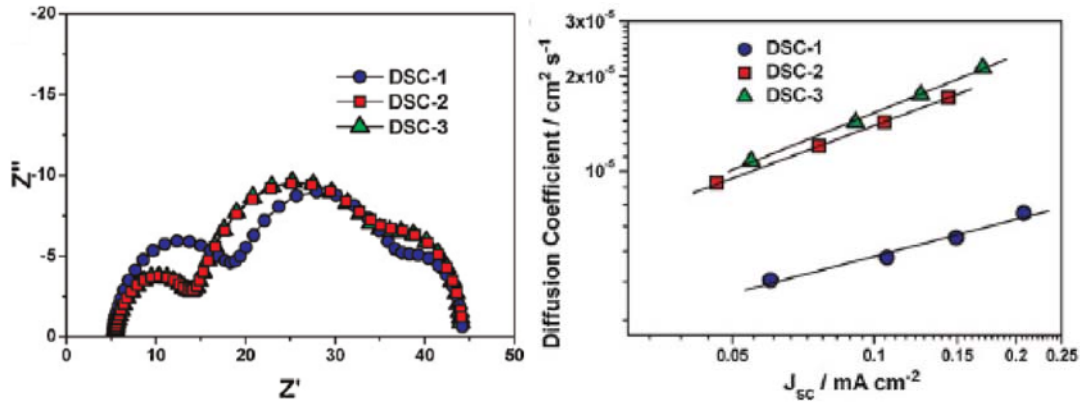 -20
-15
-10
-5
0
Z"
0 10 20 30 40 50
Z'
DSC-1
DSC-2
DSC-3
3x10⁻⁵
2x10⁻⁵
10⁻⁵
Diffusion Coefficient / cm² s⁻¹
DSC-1
DSC-2
DSC-3
0.05 0.1 0.15 0.2 0.25
J_sc / mA cm⁻²